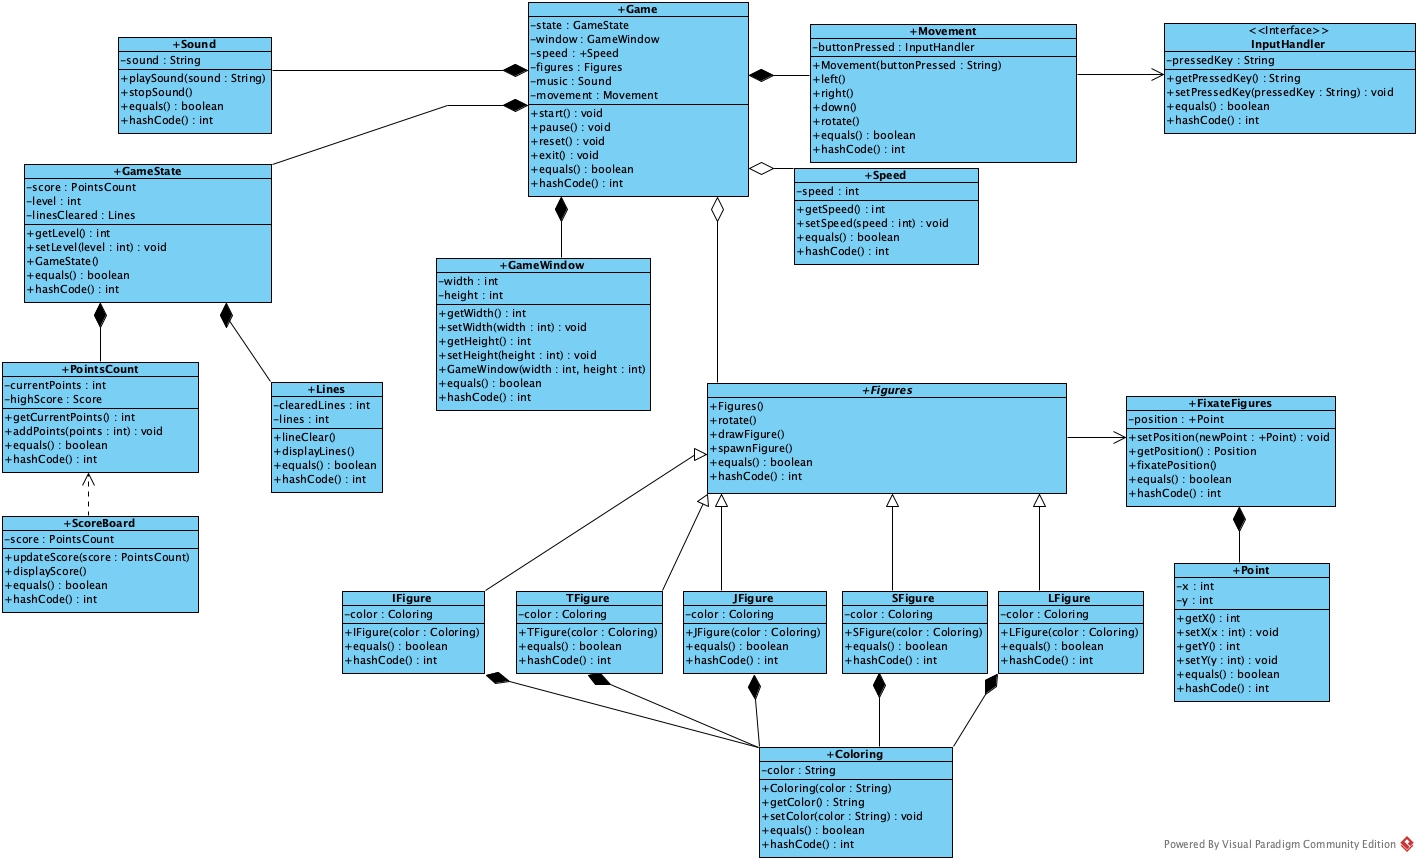 +Game
-state : GameState
-window : GameWindow
-speed : +Speed
-figures : Figures
-music : Sound
-movement : Movement
+start() : void
+pause() : void
+reset() : void
+exit() : void
+equals() : boolean
+hashCode() : int
+Sound
-sound : String
+playSound(sound : String)
+stopSound()
+equals() : boolean
+hashCode() : int
+Movement
-buttonPressed : InputHandler
+Movement(buttonPressed : String)
+left()
+right()
+down()
+rotate()
+equals() : boolean
+hashCode() : int
<<Interface>>
InputHandler
-pressedKey : String
+getPressedKey() : String
+setPressedKey(pressedKey : String) : void
+equals() : boolean
+hashCode() : int
+GameState
-score : PointsCount
-level : int
-linesCleared : Lines
+getLevel() : int
+setLevel(level : int) : void
+GameState()
+equals() : boolean
+hashCode() : int
+Speed
-speed : int
+getSpeed() : int
+setSpeed(speed : int) : void
+equals() : boolean
+hashCode() : int
+GameWindow
-width : int
-height : int
+getWidth() : int
+setWidth(width : int) : void
+getHeight() : int
+setHeight(height : int) : void
+GameWindow(width : int, height : int)
+equals() : boolean
+hashCode() : int
+PointsCount
-currentPoints : int
-highScore : Score
+getCurrentPoints() : int
+addPoints(points : int) : void
+equals() : boolean
+hashCode() : int
+Lines
-clearedLines : int
-lines : int
+lineClear()
+displayLines()
+equals() : boolean
+hashCode() : int
+Figures
+Figures()
+rotate()
+drawFigure()
+spawnFigure()
+equals() : boolean
+hashCode() : int
+FixateFigures
-position : +Point
+setPosition(newPoint : +Point) : void
+getPosition() : Position
+fixatePosition()
+equals() : boolean
+hashCode() : int
+ScoreBoard
-score : PointsCount
+updateScore(score : PointsCount)
+displayScore()
+equals() : boolean
+hashCode() : int
IFigure
-color : Coloring
+IFigure(color : Coloring)
+equals() : boolean
+hashCode() : int
TFigure
-color : Coloring
+TFigure(color : Coloring)
+equals() : boolean
+hashCode() : int
JFigure
-color : Coloring
+JFigure(color : Coloring)
+equals() : boolean
+hashCode() : int
SFigure
-color : Coloring
+SFigure(color : Coloring)
+equals() : boolean
+hashCode() : int
LFigure
-color : Coloring
+LFigure(color : Coloring)
+equals() : boolean
+hashCode() : int
+Point
-x : int
-y : int
+getX() : int
+setX(x : int) : void
+getY() : int
+setY(y : int) : void
+equals() : boolean
+hashCode() : int
+Coloring
-color : String
+Coloring(color : String)
+getColor() : String
+setColor(color : String) : void
+equals() : boolean
+hashCode() : int
Powered By Visual Paradigm Community Edition